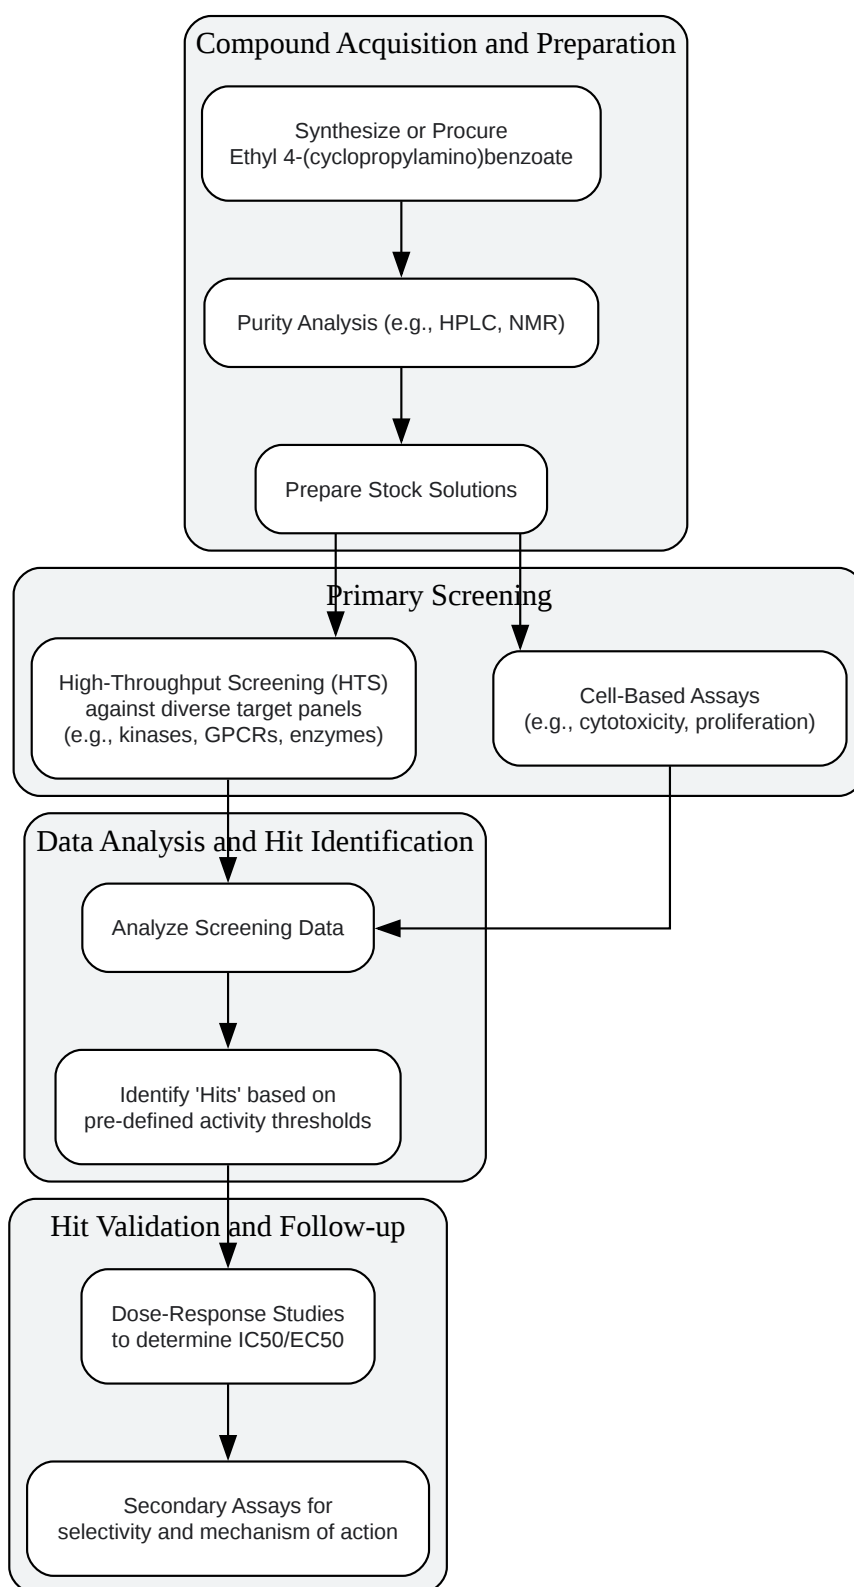 Compound Acquisition and Preparation
Synthesize or Procure
Ethyl 4-(cyclopropylamino)benzoate
Purity Analysis (e.g., HPLC, NMR)
Prepare Stock Solutions
Primary Screening
High-Throughput Screening (HTS)
against diverse target panels
(e.g., kinases, GPCRs, enzymes)
Cell-Based Assays
(e.g., cytotoxicity, proliferation)
Data Analysis and Hit Identification
Analyze Screening Data
Identify 'Hits' based on
pre-defined activity thresholds
Hit Validation and Follow-up
Dose-Response Studies
to determine IC50/EC50
Secondary Assays for
selectivity and mechanism of action